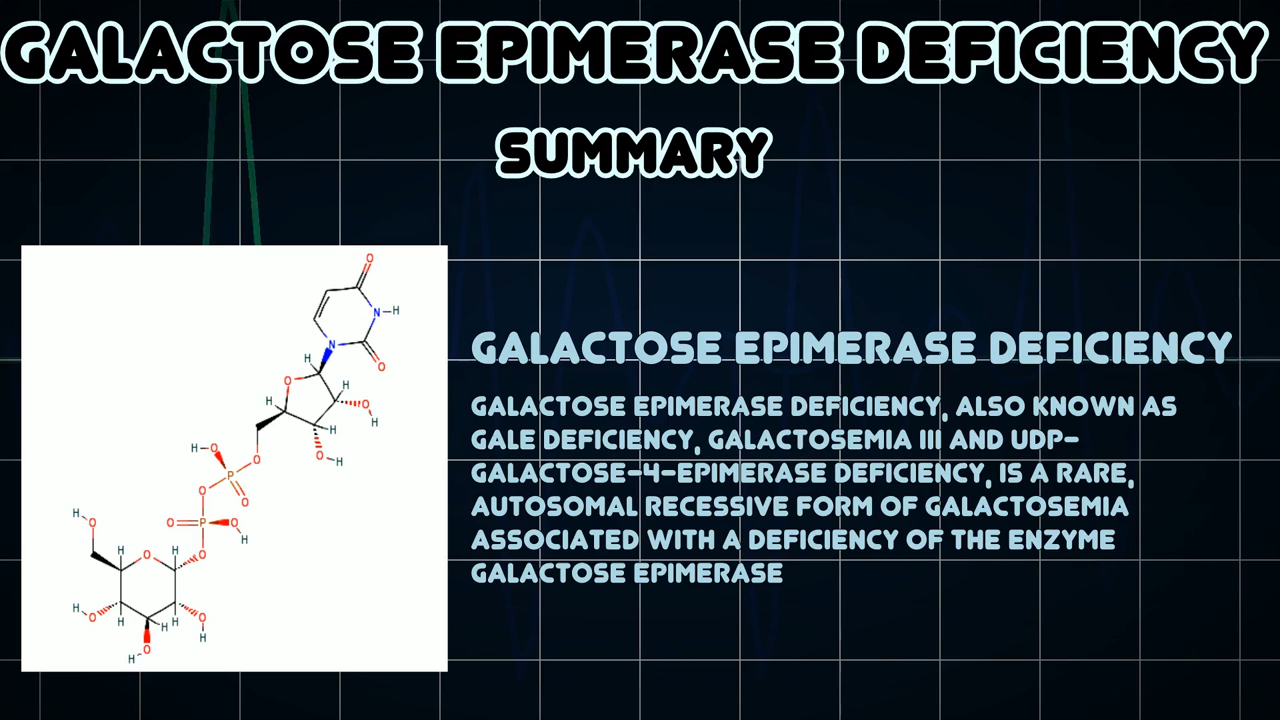 GALACTOSE EPIMERASE DEFICIENCY
SUMMARY
GALACTOSE EPIMERASE DEFICIENCY
GALACTOSE EPIMERASE DEFICIENCY, ALSO KNOWN AS
GALE DEFICIENCY, GALACTOSEMIA III AND UDP-
GALACTOSE-4-EPIMERASE DEFICIENCY, IS A RARE,
AUTOSOMAL RECESSIVE FORM OF GALACTOSEMIA
ASSOCIATED WITH A DEFICIENCY OF THE ENZYME
GALACTOSE EPIMERASE
O
N-H
N
O
H
O
H
H
O
H
H
O-H
H-O
O
P
O
O
O=P
O
H
H
O
O
H
O
H
H
O
H
H
H
O
H
O
H